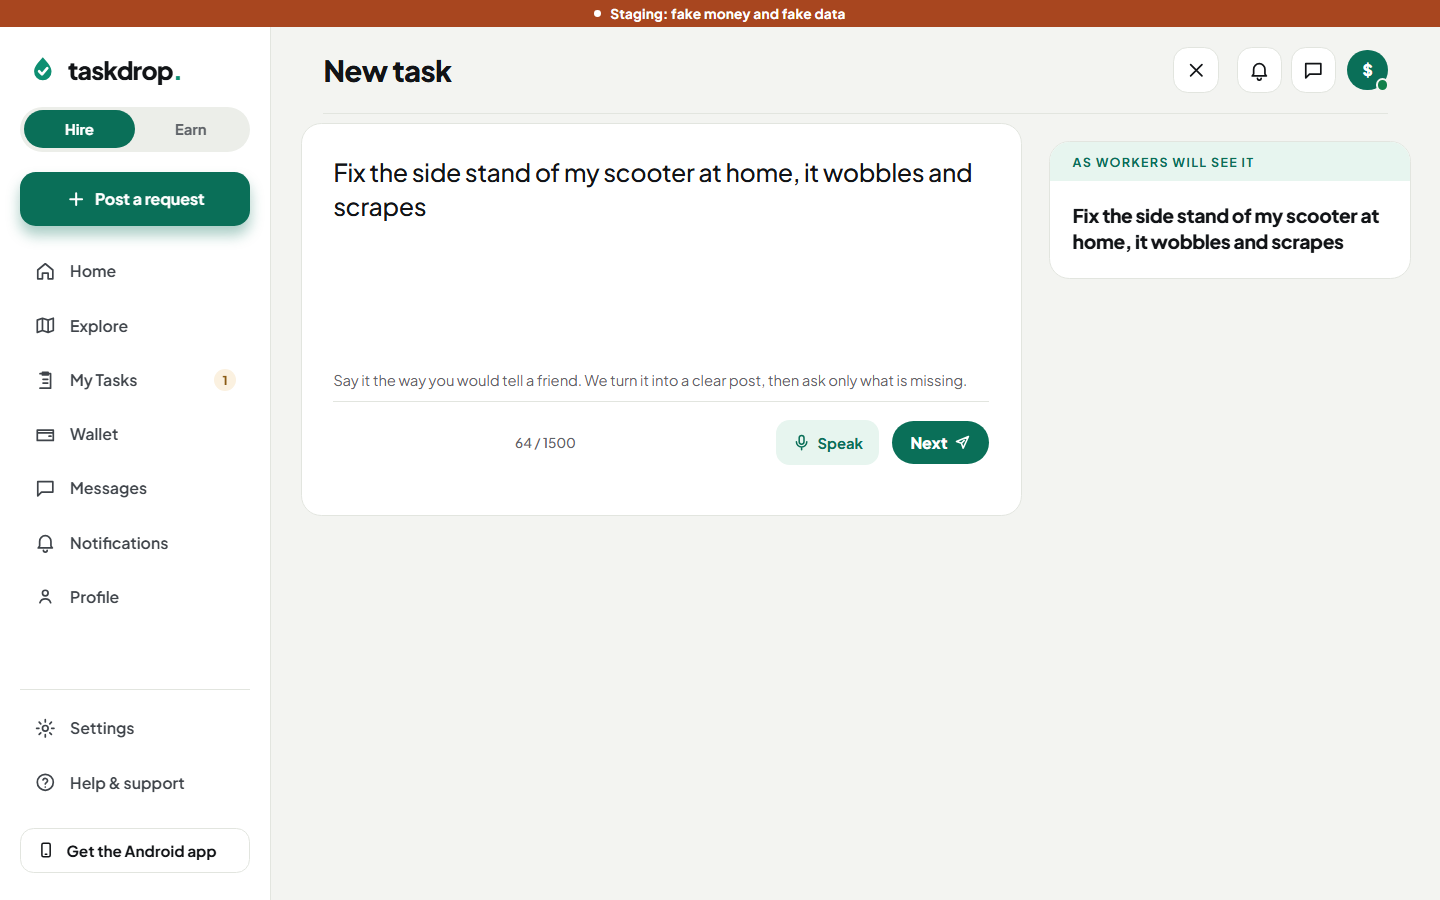 Staging: fake money and fake data
taskdrop.
Hire
Earn
Post a request
Home
Explore
My Tasks
1
Wallet
Messages
Notifications
Profile
Settings
Help & support
Get the Android app
New task
$
Fix the side stand of my scooter at home, it wobbles and
scrapes
Say it the way you would tell a friend. We turn it into a clear post, then ask only what is missing.
64 / 1500
Speak
Next
AS WORKERS WILL SEE IT
Fix the side stand of my scooter at
home, it wobbles and scrapes